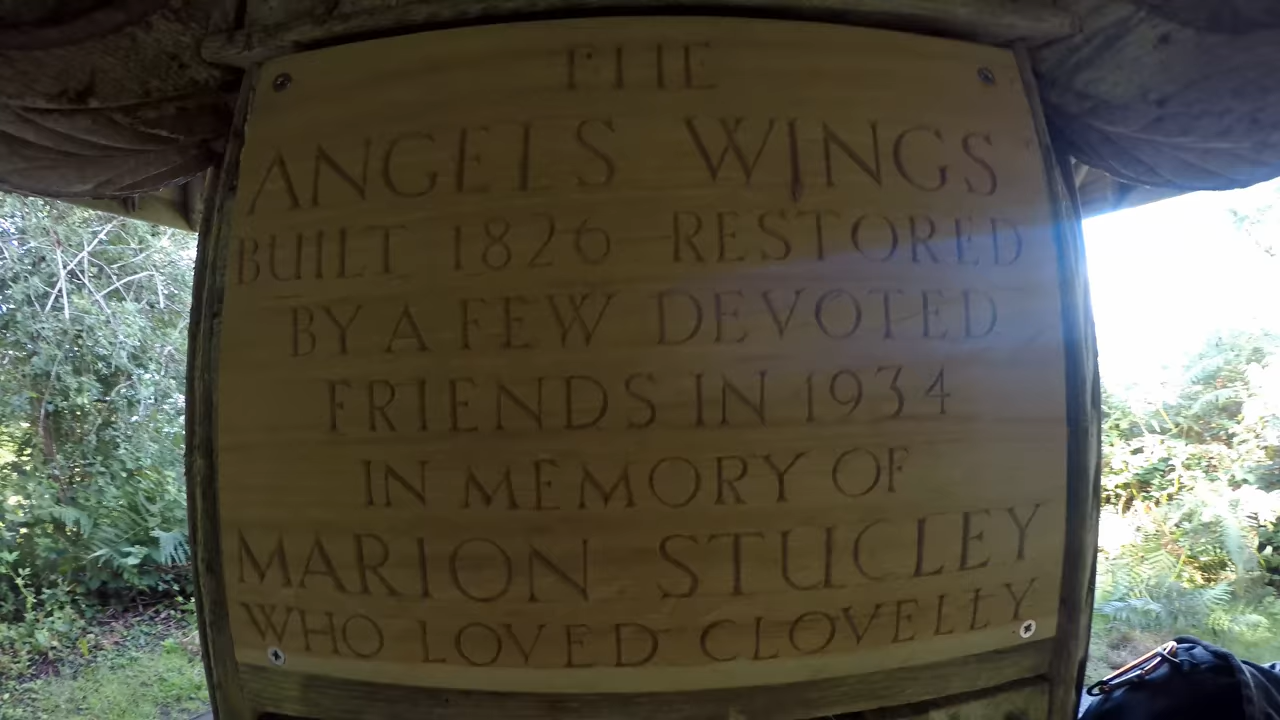 THE
ANGELS WINGS
BUILT 1826 RESTORED
BY A FEW DEVOTED
FRIENDS IN 1934
IN MEMORY OF
MARION STUCLEY
WHO LOVED CLOVELLY